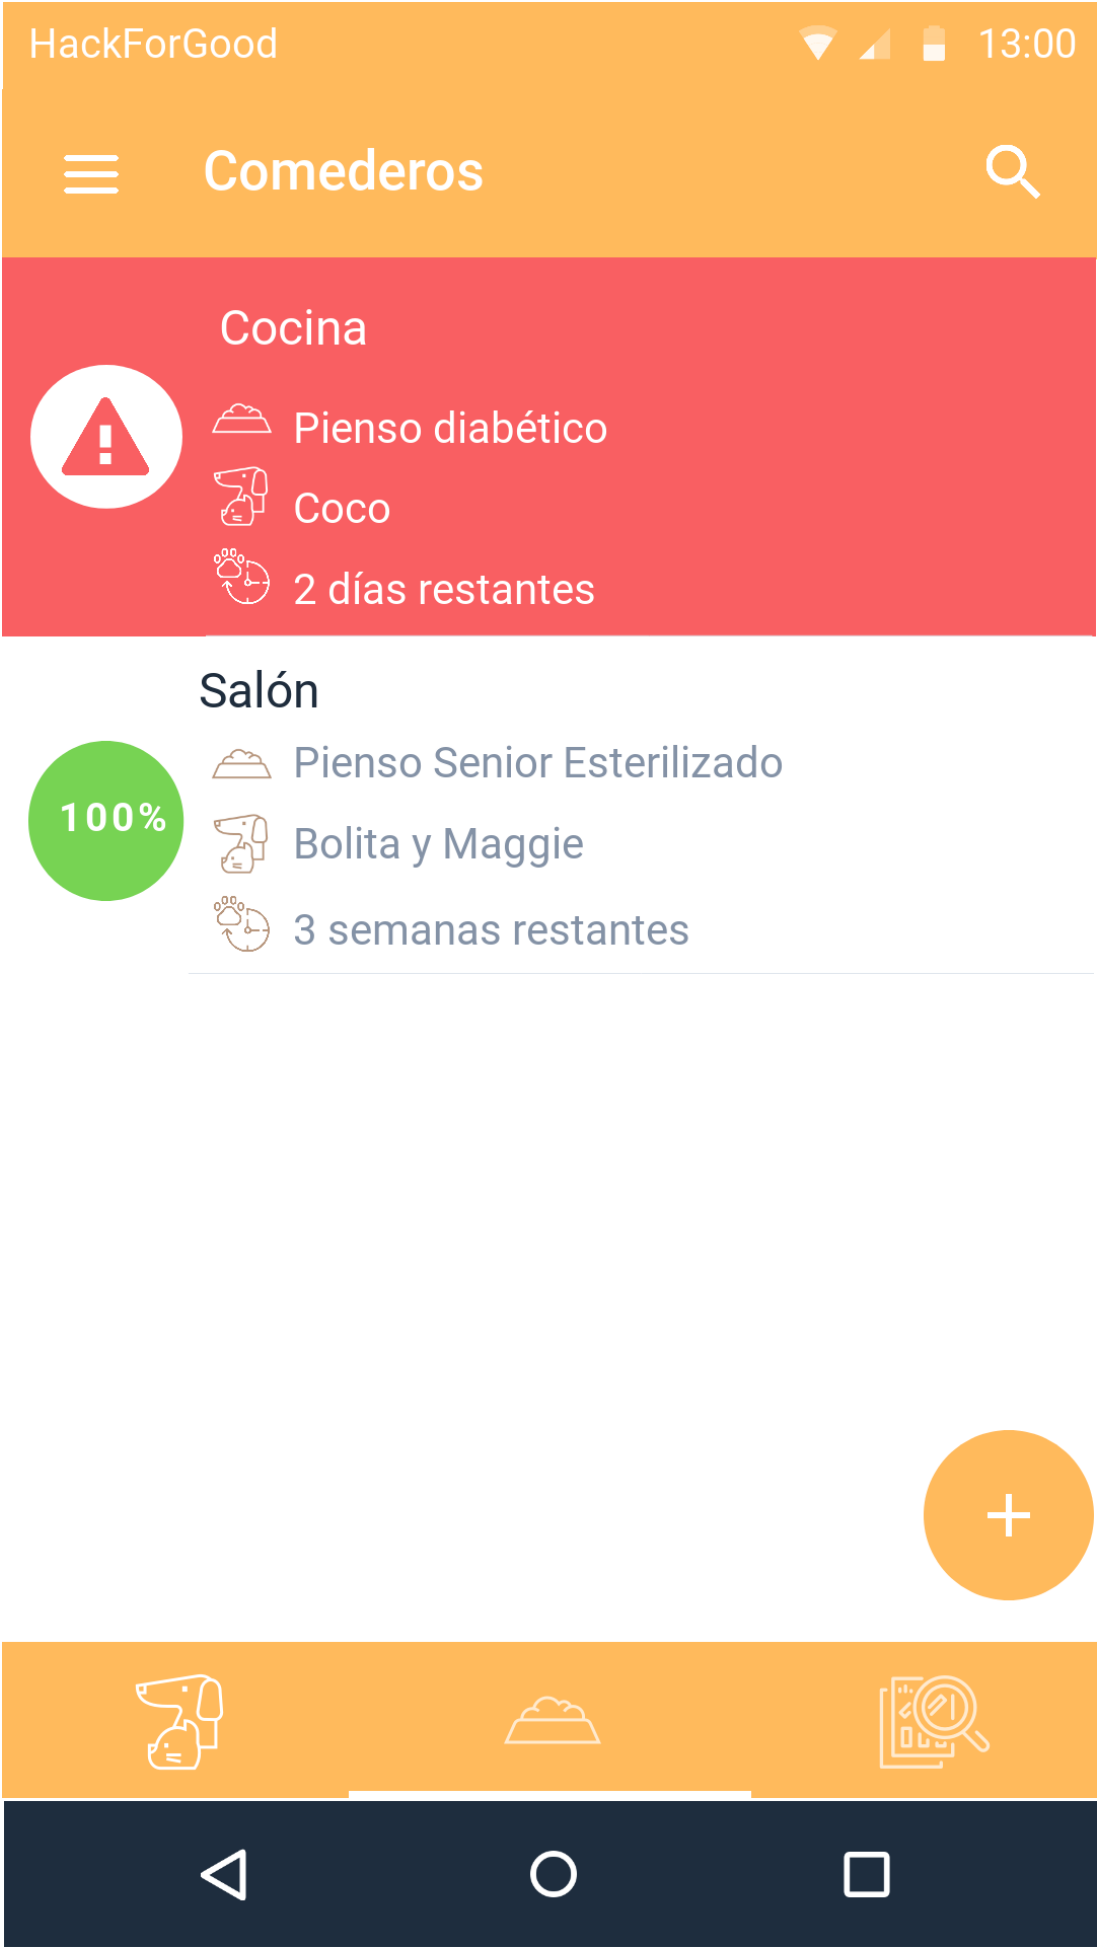 HackForGood 13:00
Comederos
Cocina
Pienso diabético
Coco
2 días restantes
Salón
100%
Pienso Senior Esterilizado
Bolita y Maggie
3 semanas restantes